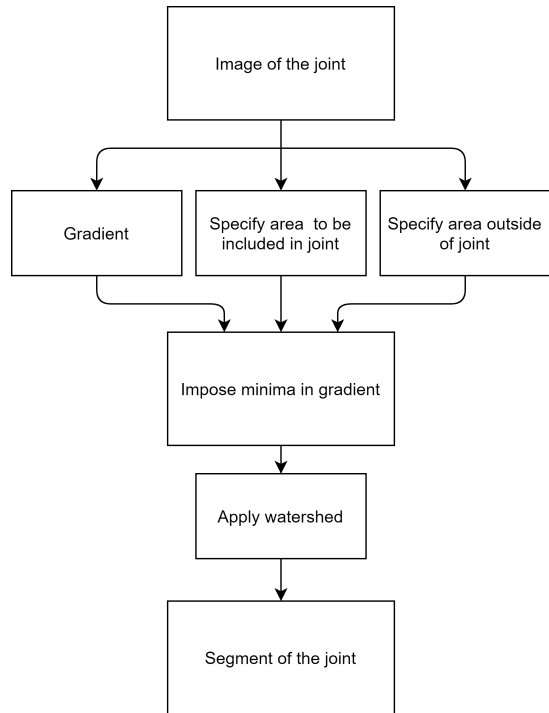 Image of the joint
Gradient
Specify area to be
included in joint
Specify area outside
of joint
Impose minima in gradient
Apply watershed
Segment of the joint